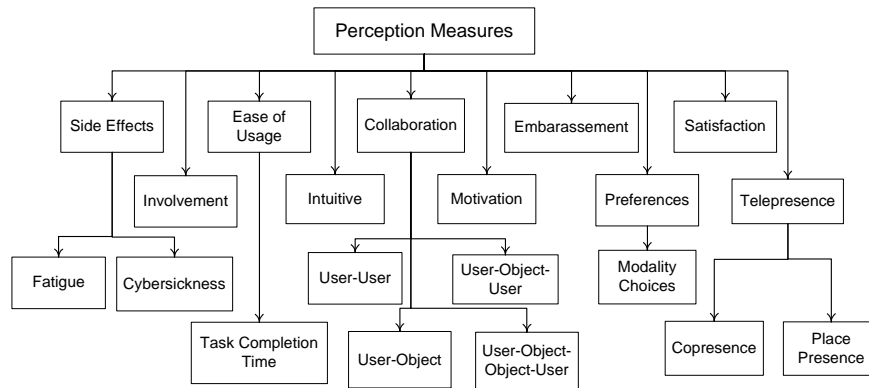 Perception Measures
Side Effects
Ease of
Usage
Collaboration
Embarassement
Satisfaction
Involvement
Intuitive
Motivation
Preferences
Telepresence
Fatigue
Cybersickness
User-User
User-Object-
User
Modality
Choices
Task Completion
Time
User-Object
User-Object-
Object-User
Copresence
Place
Presence